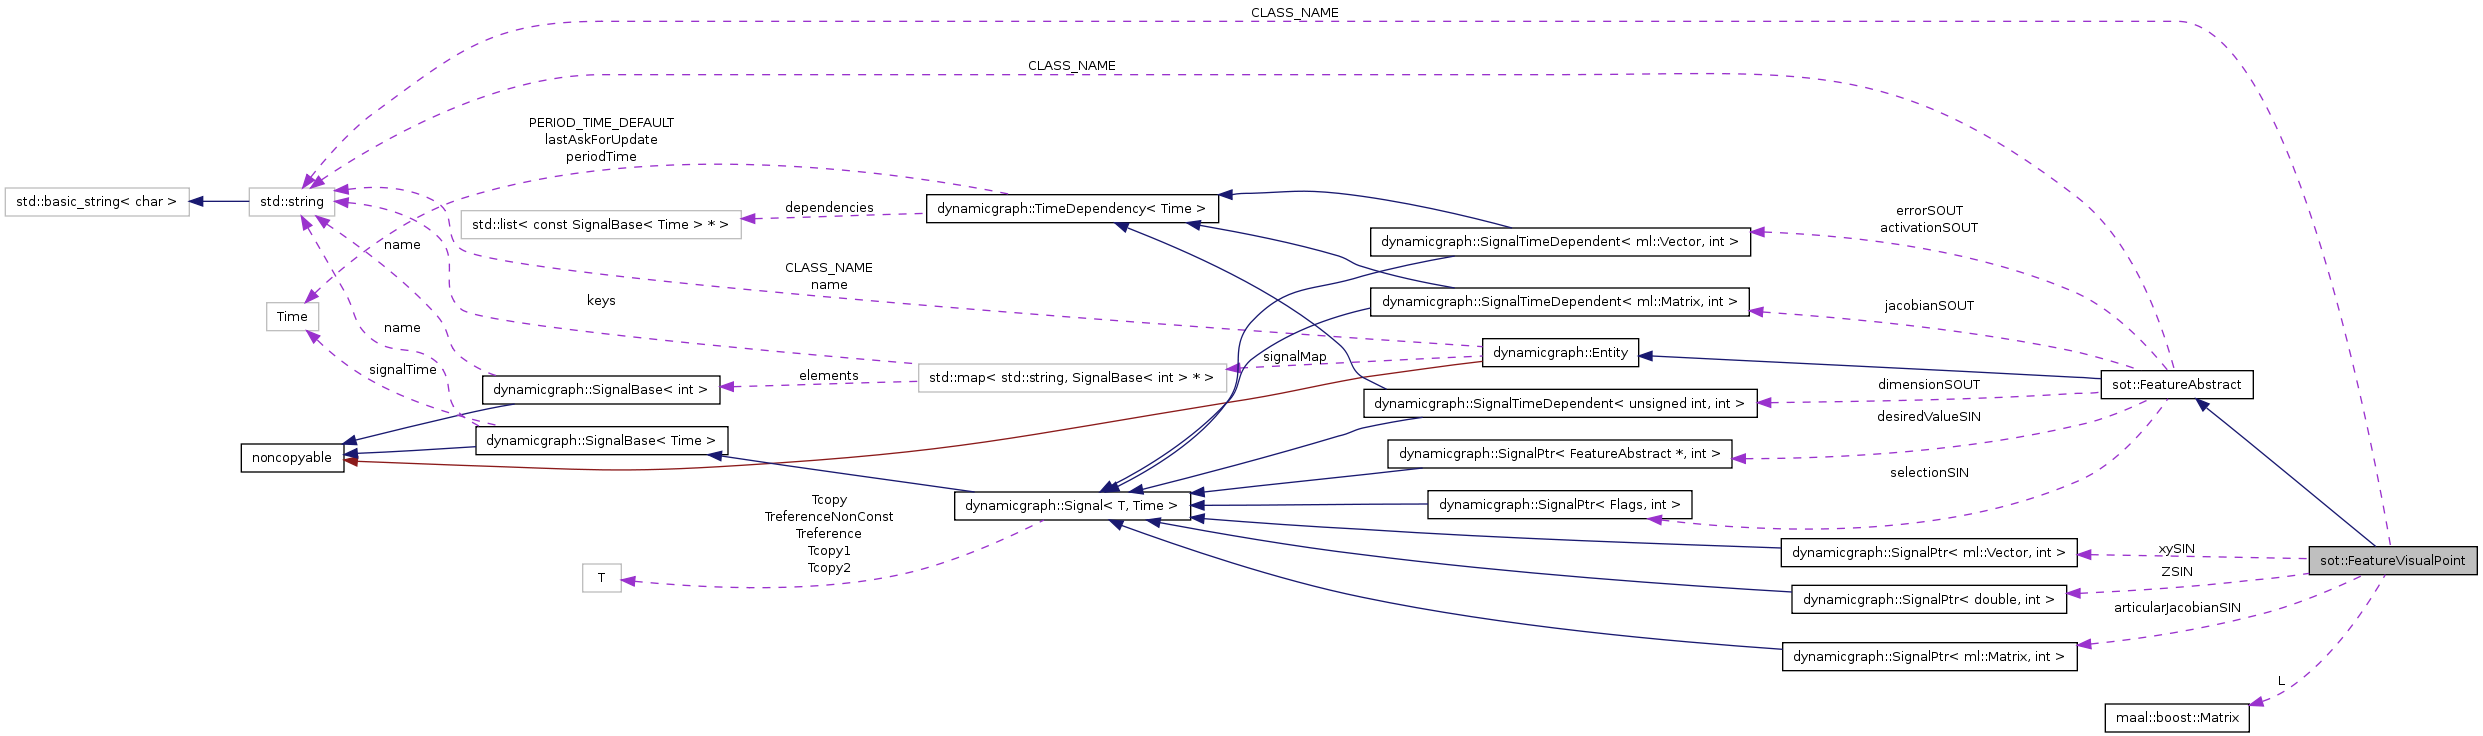 CLASS_NAME
CLASS_NAME
PERIOD_TIME_DEFAULT
lastAskForUpdate
periodTime
std::basic_string< char >
std::string
std::list< const SignalBase< Time > * >
dependencies
dynamicgraph::TimeDependency< Time >
dynamicgraph::SignalTimeDependent< ml::Vector, int >
errorSOUT
activationSOUT
name
CLASS_NAME
name
Time
keys
dynamicgraph::SignalTimeDependent< ml::Matrix, int >
jacobianSOUT
name
signalTime
dynamicgraph::SignalBase< int >
elements
std::map< std::string, SignalBase< int > * >
signalMap
dynamicgraph::Entity
sot::FeatureAbstract
dimensionSOUT
dynamicgraph::SignalTimeDependent< unsigned int, int >
desiredValueSIN
noncopyable
dynamicgraph::SignalBase< Time >
dynamicgraph::SignalPtr< FeatureAbstract *, int >
selectionSIN
dynamicgraph::Signal< T, Time >
dynamicgraph::SignalPtr< Flags, int >
Tcopy
TreferenceNonConst
Treference
Tcopy1
Tcopy2
T
dynamicgraph::SignalPtr< ml::Vector, int >
xySIN
sot::FeatureVisualPoint
ZSIN
dynamicgraph::SignalPtr< double, int >
articularJacobianSIN
dynamicgraph::SignalPtr< ml::Matrix, int >
L
maal::boost::Matrix